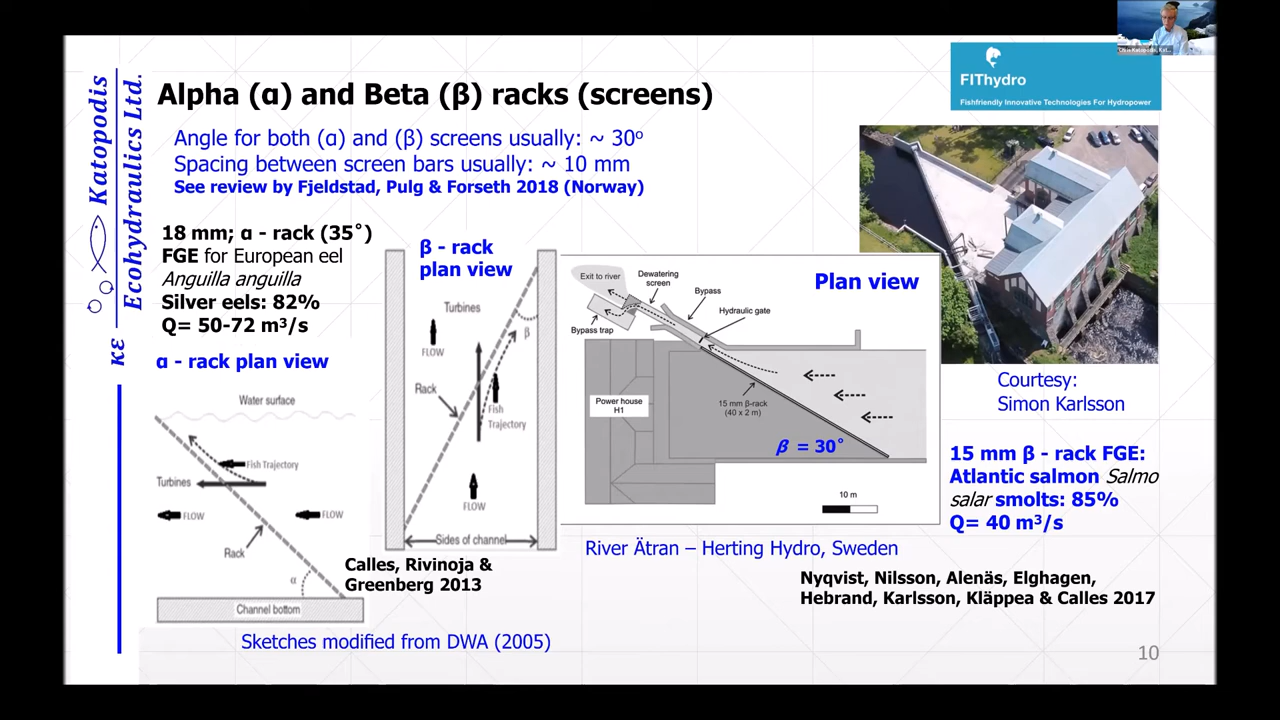 Katopodis
Ecohydraulics Ltd.
κε
Alpha (α) and Beta (β) racks (screens)
Angle for both (α) and (β) screens usually: ~ 30º
Spacing between screen bars usually: ~ 10 mm
See review by Fjeldstad, Pulg & Forseth 2018 (Norway)
FIThydro
Fishfriendly Innovative Technologies For Hydropower
18 mm; α - rack (35˚)
FGE for European eel
Anguilla anguilla
Silver eels: 82%
Q= 50-72 m³/s
α - rack plan view
Water surface
Fish Trajectory
Turbines
FLOW
FLOW
Rack
α
Channel bottom
β - rack
plan view
Turbines
β
FLOW
Rack
Fish
Trajectory
FLOW
Sides of channel
Calles, Rivinoja &
Greenberg 2013
Sketches modified from DWA (2005)
Plan view
Exit to river
Dewatering
screen
Bypass
Hydraulic gate
Bypass trap
Power house
H1
15 mm β-rack
(40 x 2 m)
β = 30˚
10 m
River Ätran – Herting Hydro, Sweden
Courtesy:
Simon Karlsson
15 mm β - rack FGE:
Atlantic salmon Salmo
salar smolts: 85%
Q= 40 m³/s
Nyqvist, Nilsson, Alenäs, Elghagen,
Hebrand, Karlsson, Kläppea & Calles 2017
10